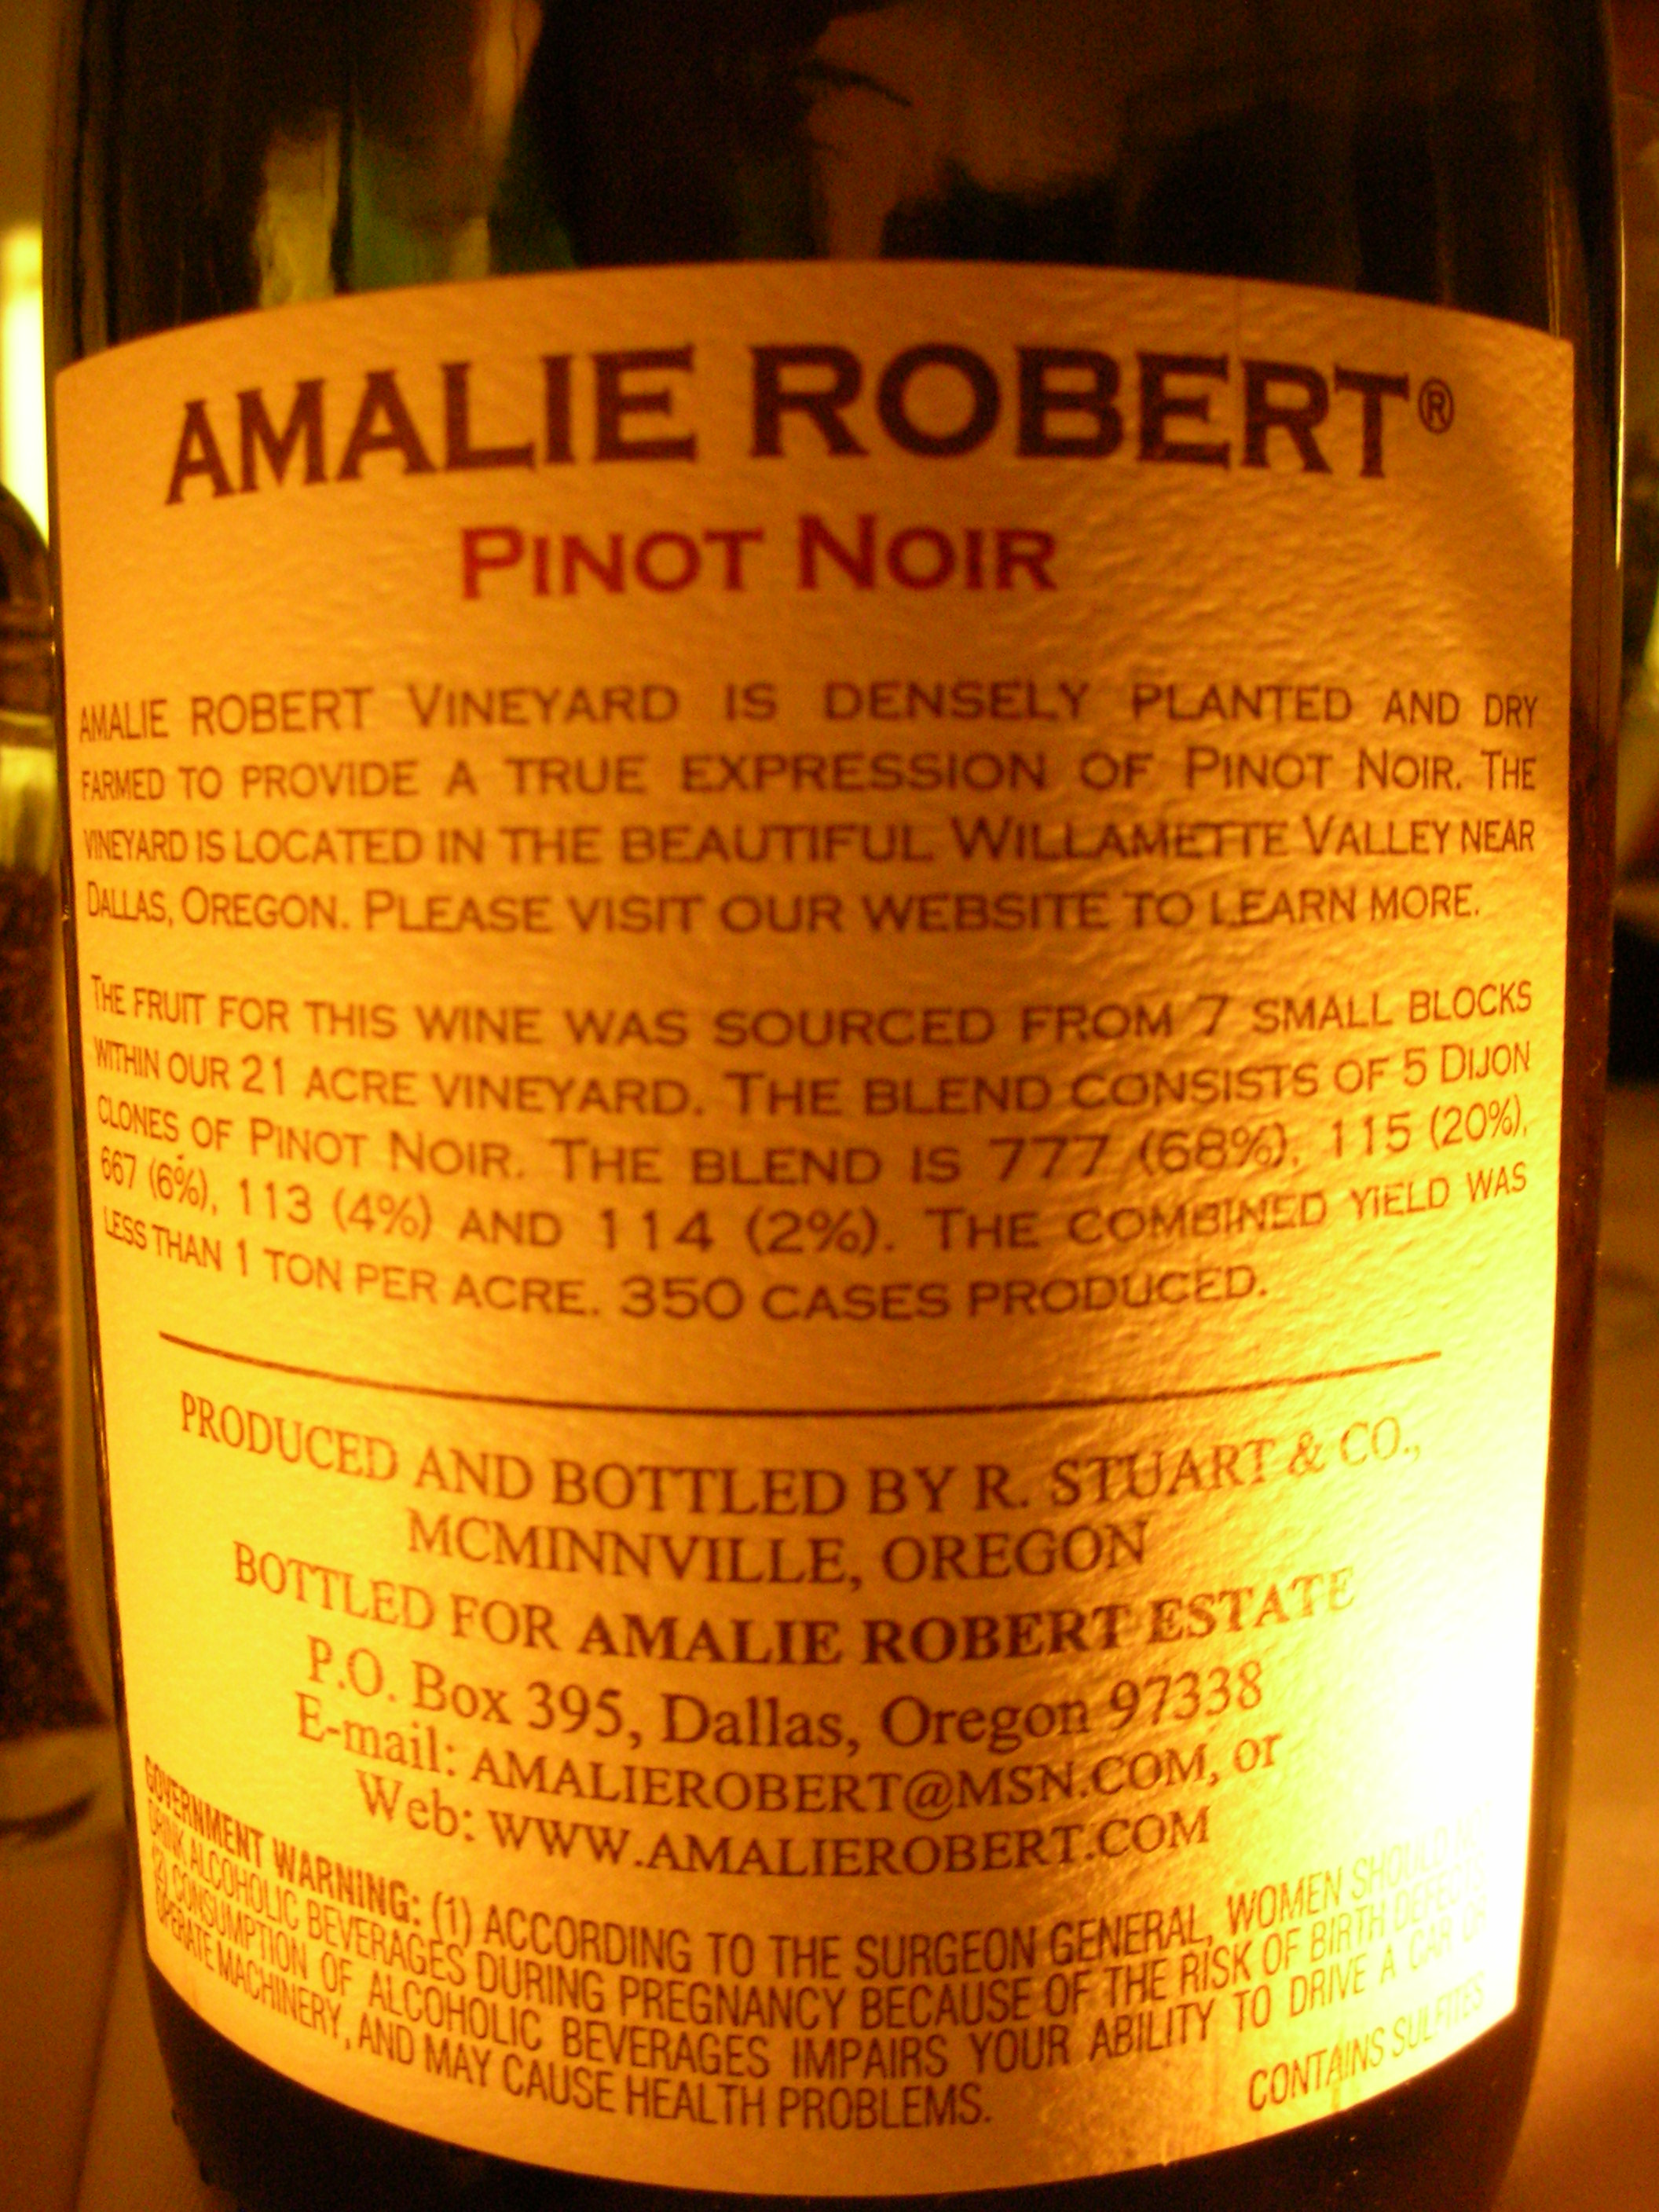 AMALIE ROBERT®
PINOT NOIR
AMALIE ROBERT VINEYARD IS DENSELY PLANTED AND DRY
FARMED TO PROVIDE A TRUE EXPRESSION OF PINOT NOIR. THE
VINEYARD IS LOCATED IN THE BEAUTIFUL WILLAMETTE VALLEY NEAR
DALLAS, OREGON. PLEASE VISIT OUR WEBSITE TO LEARN MORE.
THE FRUIT FOR THIS WINE WAS SOURCED FROM 7 SMALL BLOCKS
WITHIN OUR 21 ACRE VINEYARD. THE BLEND CONSISTS OF 5 DIJON
CLONES OF PINOT NOIR. THE BLEND IS 777 (68%), 115 (20%),
667 (6%), 113 (4%) AND 114 (2%). THE COMBINED YIELD WAS
LESS THAN 1 TON PER ACRE. 350 CASES PRODUCED.
PRODUCED AND BOTTLED BY R. STUART & CO.,
MCMINNVILLE, OREGON
BOTTLED FOR AMALIE ROBERT ESTATE
P.O. Box 395, Dallas, Oregon 97338
E-mail: AMALIEROBERT@MSN.COM, or
Web: WWW.AMALIEROBERT.COM
GOVERNMENT WARNING: (1) ACCORDING TO THE SURGEON GENERAL, WOMEN SHOULD NOT
DRINK ALCOHOLIC BEVERAGES DURING PREGNANCY BECAUSE OF THE RISK OF BIRTH DEFECTS.
(2) CONSUMPTION OF ALCOHOLIC BEVERAGES IMPAIRS YOUR ABILITY TO DRIVE A CAR OR
OPERATE MACHINERY, AND MAY CAUSE HEALTH PROBLEMS.
CONTAINS SULFITES